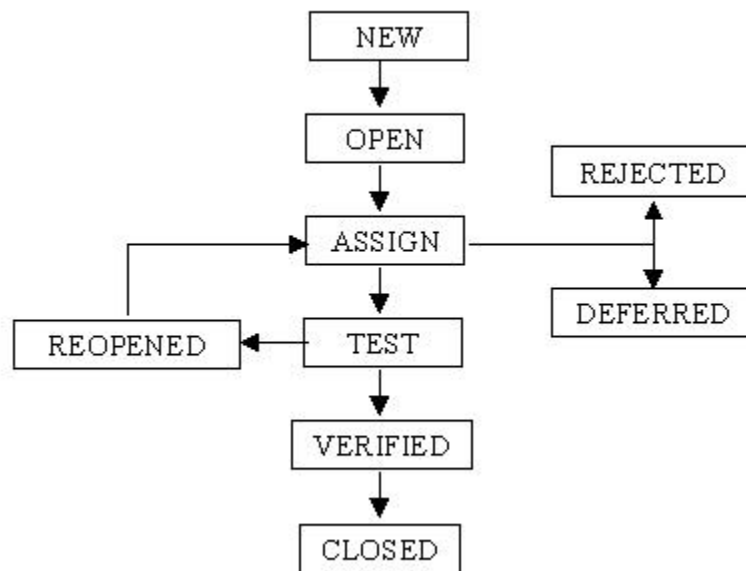 NEW
OPEN
REJECTED
ASSIGN
DEFERRED
REOPENED
TEST
VERIFIED
CLOSED